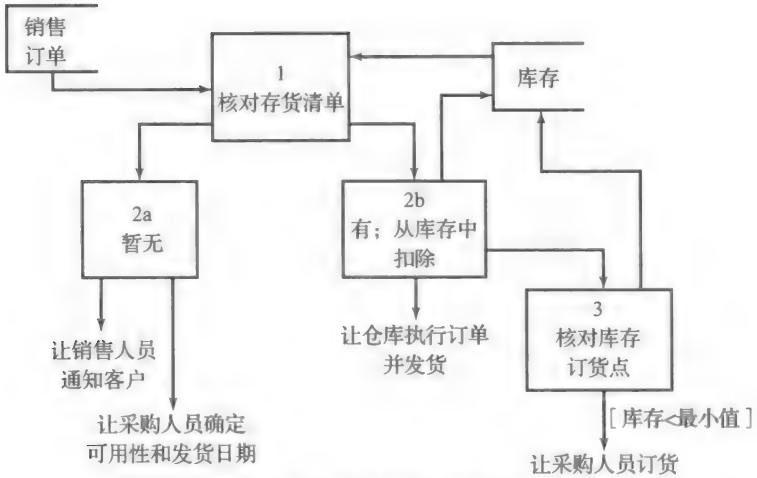 销售
订单
1
核对存货清单
库存
2a
暂无
2b
有；从库存中
扣除
3
核对库存
订货点
让销售人员
通知客户
让仓库执行订单
并发货
让采购人员确定
可用性和发货日期
[库存<最小值]
让采购人员订货